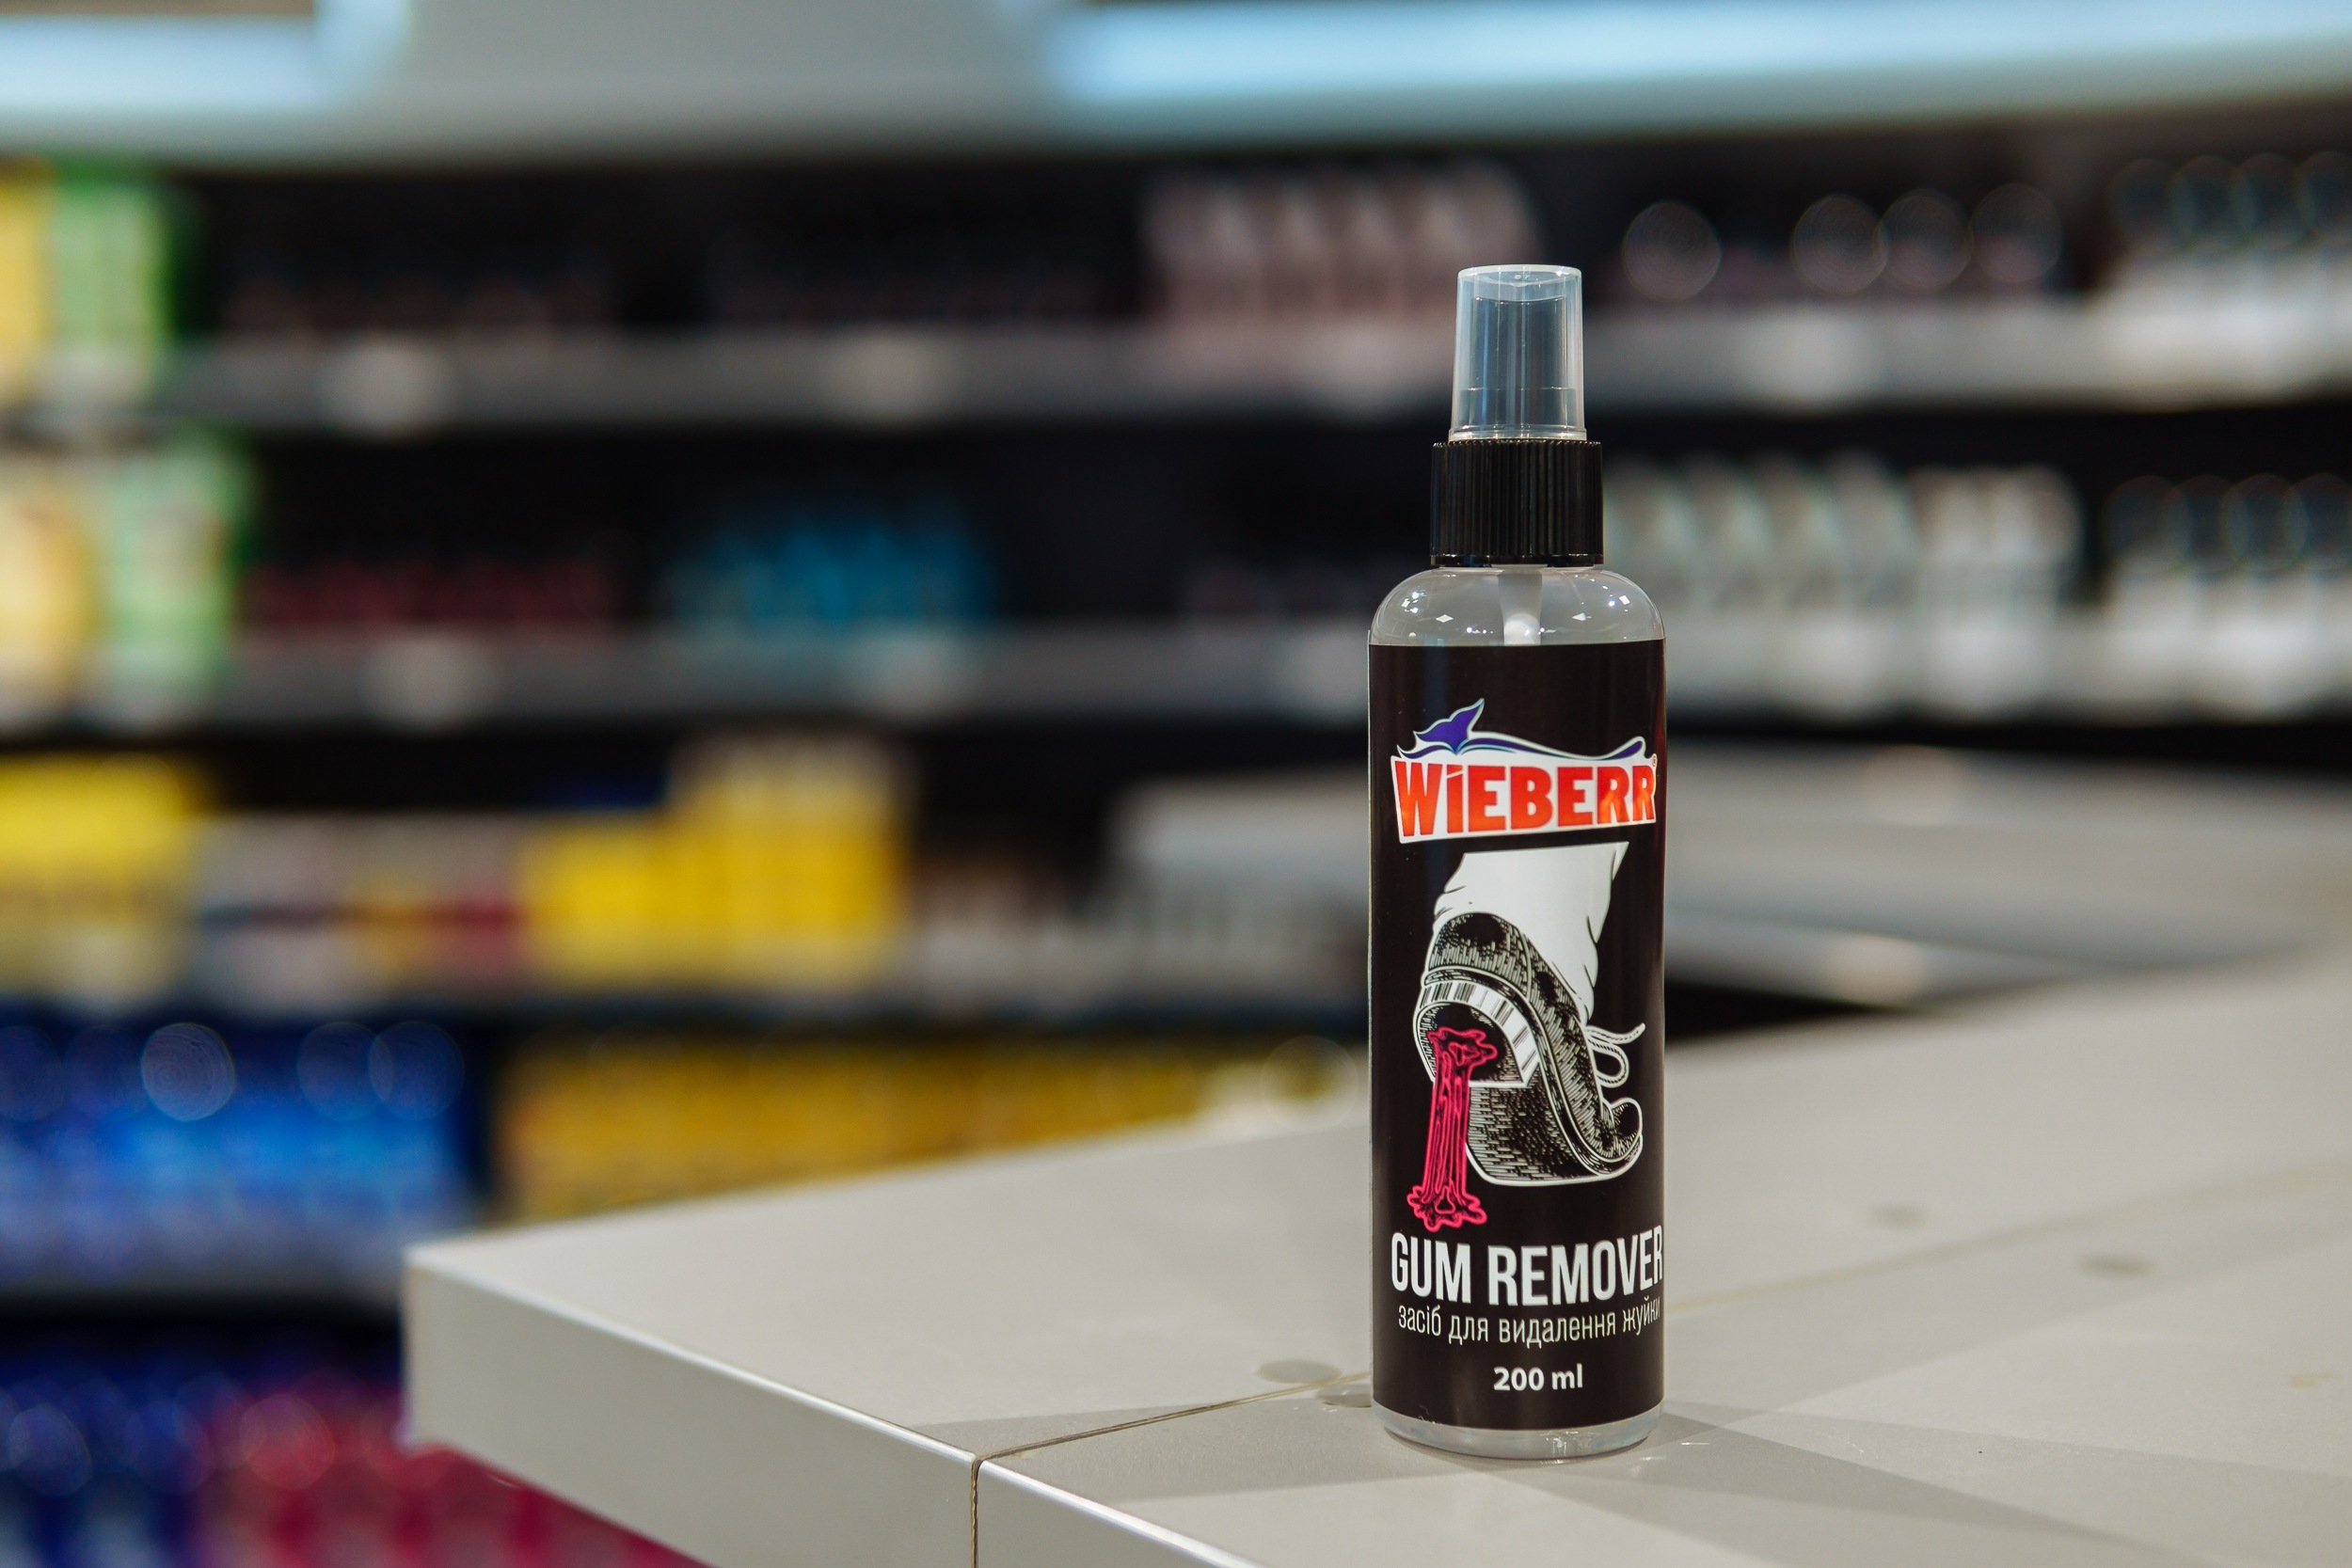 WiEBERR®
GUM REMOVER
засіб для видалення жуйки
200 ml